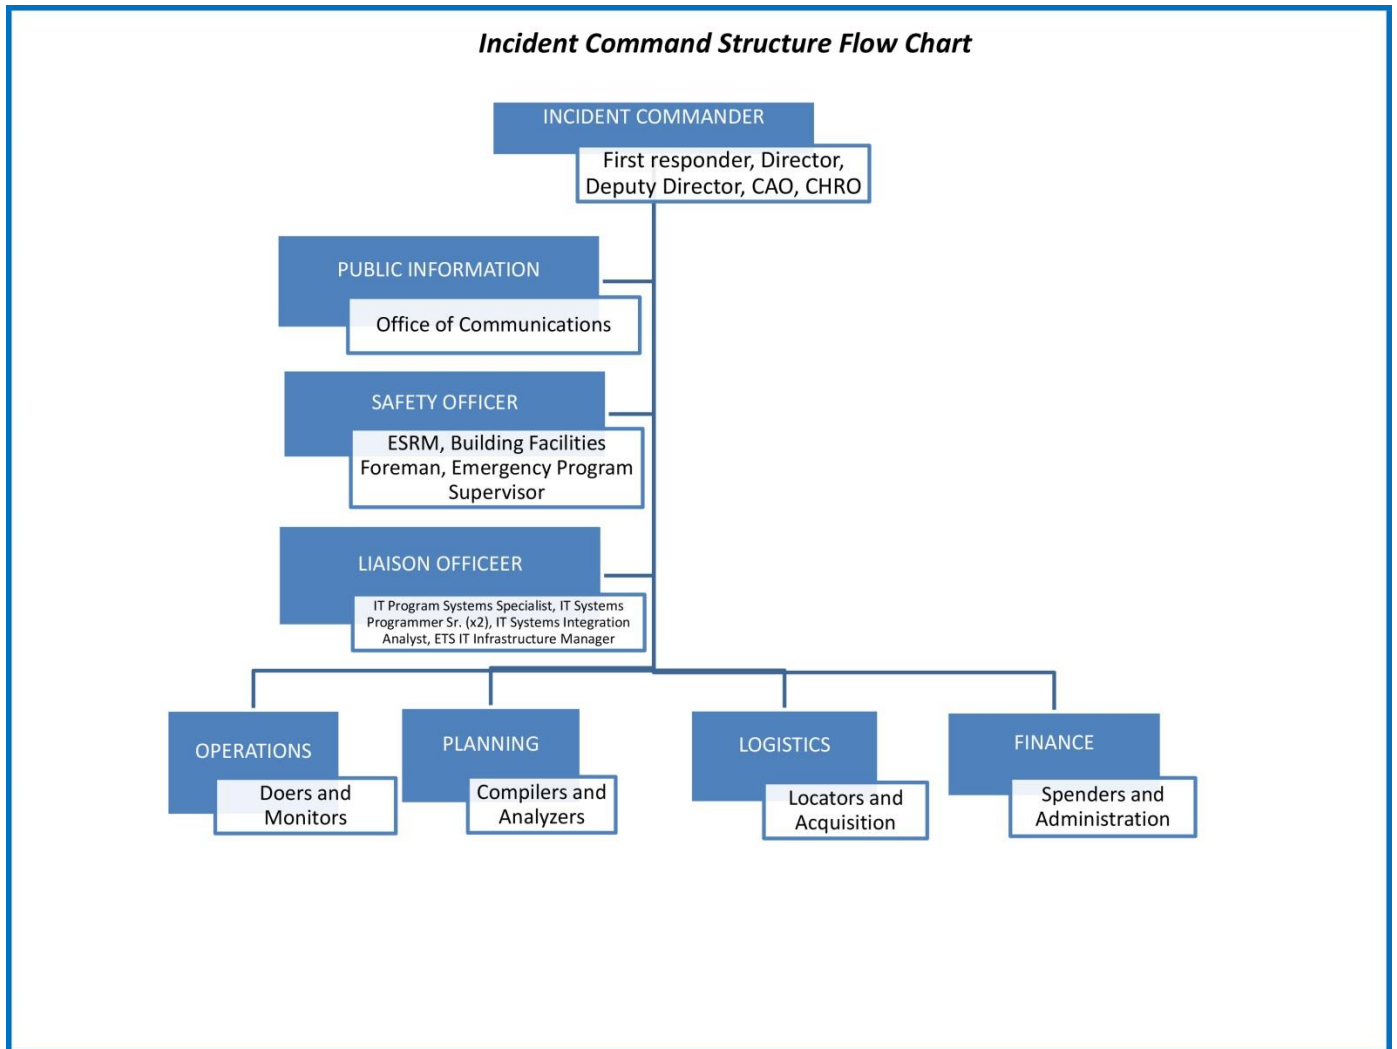 Incident Command Structure Flow Chart
INCIDENT COMMANDER
First responder, Director,
Deputy Director, CAO, CHRO
PUBLIC INFORMATION
Office of Communications
SAFETY OFFICER
ESRM, Building Facilities
Foreman, Emergency Program
Supervisor
LIAISON OFFICEER
IT Program Systems Specialist, IT Systems
Programmer Sr. (x2), IT Systems Integration
Analyst, ETS IT Infrastructure Manager
OPERATIONS
Doers and
Monitors
PLANNING
Compilers and
Analyzers
LOGISTICS
Locators and
Acquisition
FINANCE
Spenders and
Administration